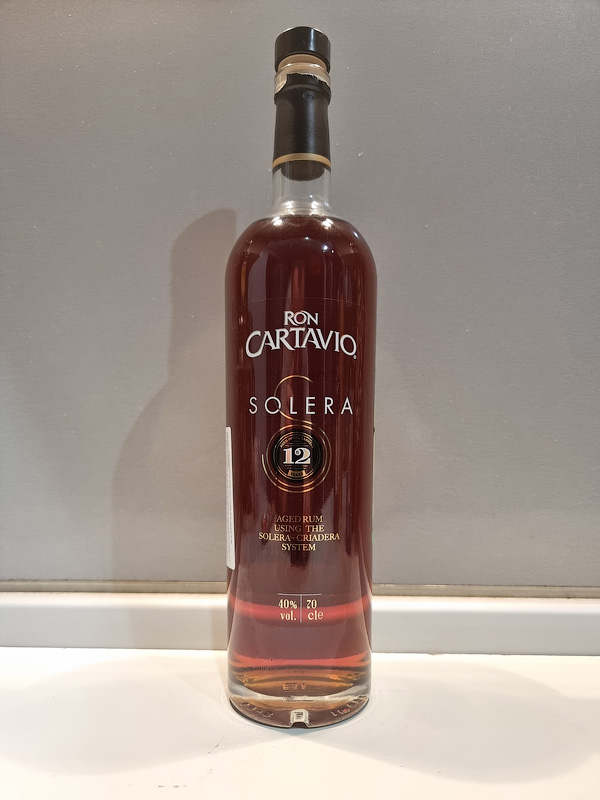 RON
CARTAVIO
SOLERA
12
AGED RUM
USING THE
SOLERA-CRIADERA
SYSTEM
40% 70
vol. cle